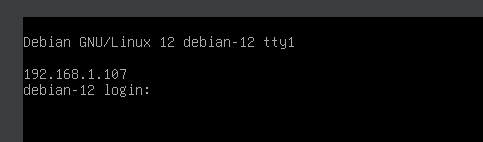 Debian GNU/Linux 12 debian-12 tty1
192.168.1.107
debian-12 login: